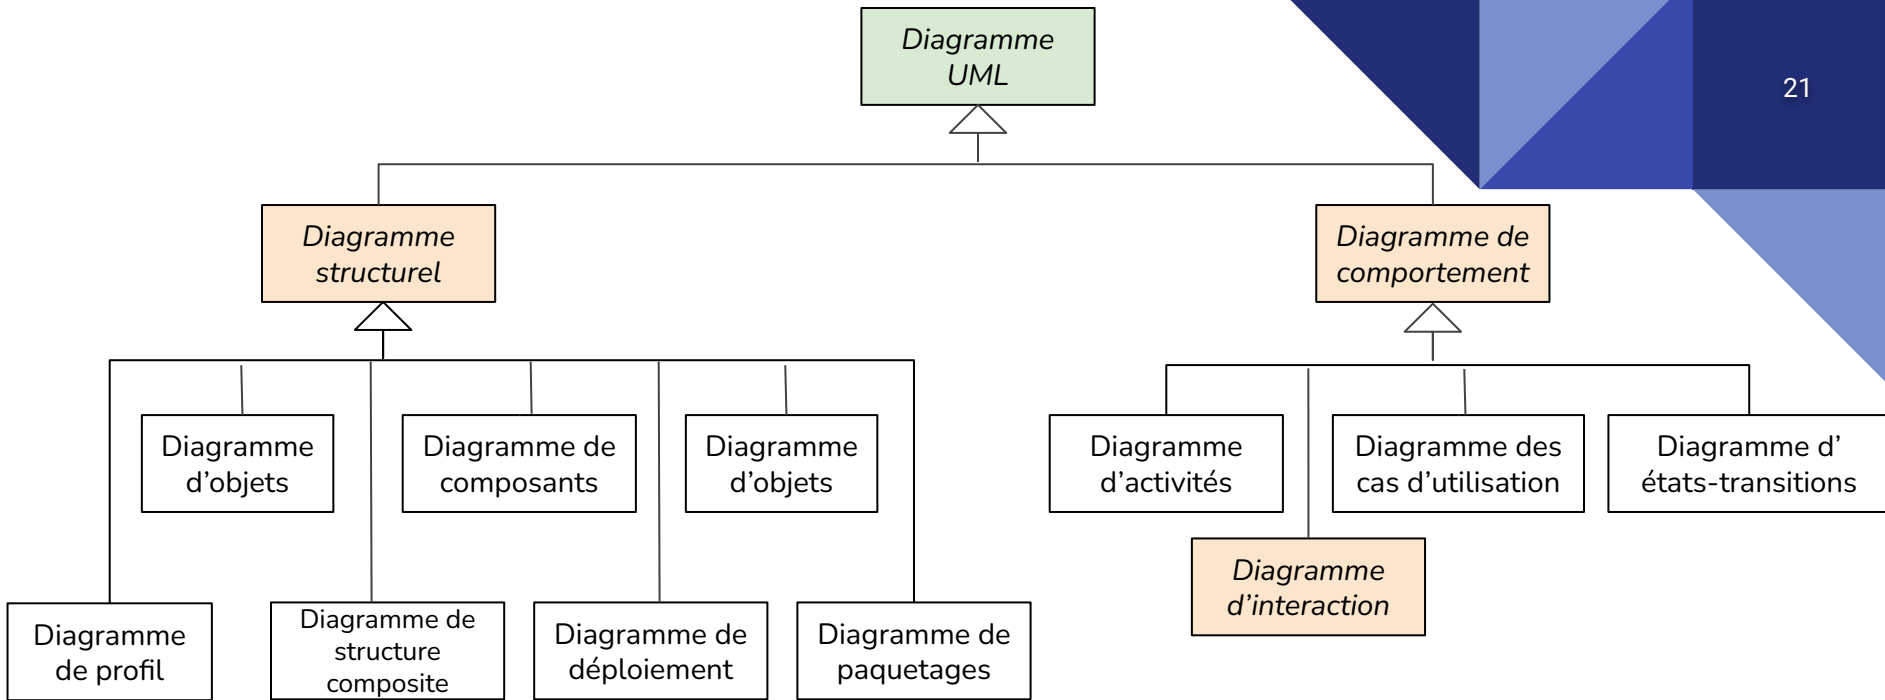 Diagramme
UML
21
Diagramme
structurel
Diagramme de
comportement
Diagramme
d’objets
Diagramme de
composants
Diagramme
d’objets
Diagramme
d’activités
Diagramme des
cas d’utilisation
Diagramme d’
états-transitions
Diagramme
d’interaction
Diagramme
de profil
Diagramme de
structure
composite
Diagramme de
déploiement
Diagramme de
paquetages